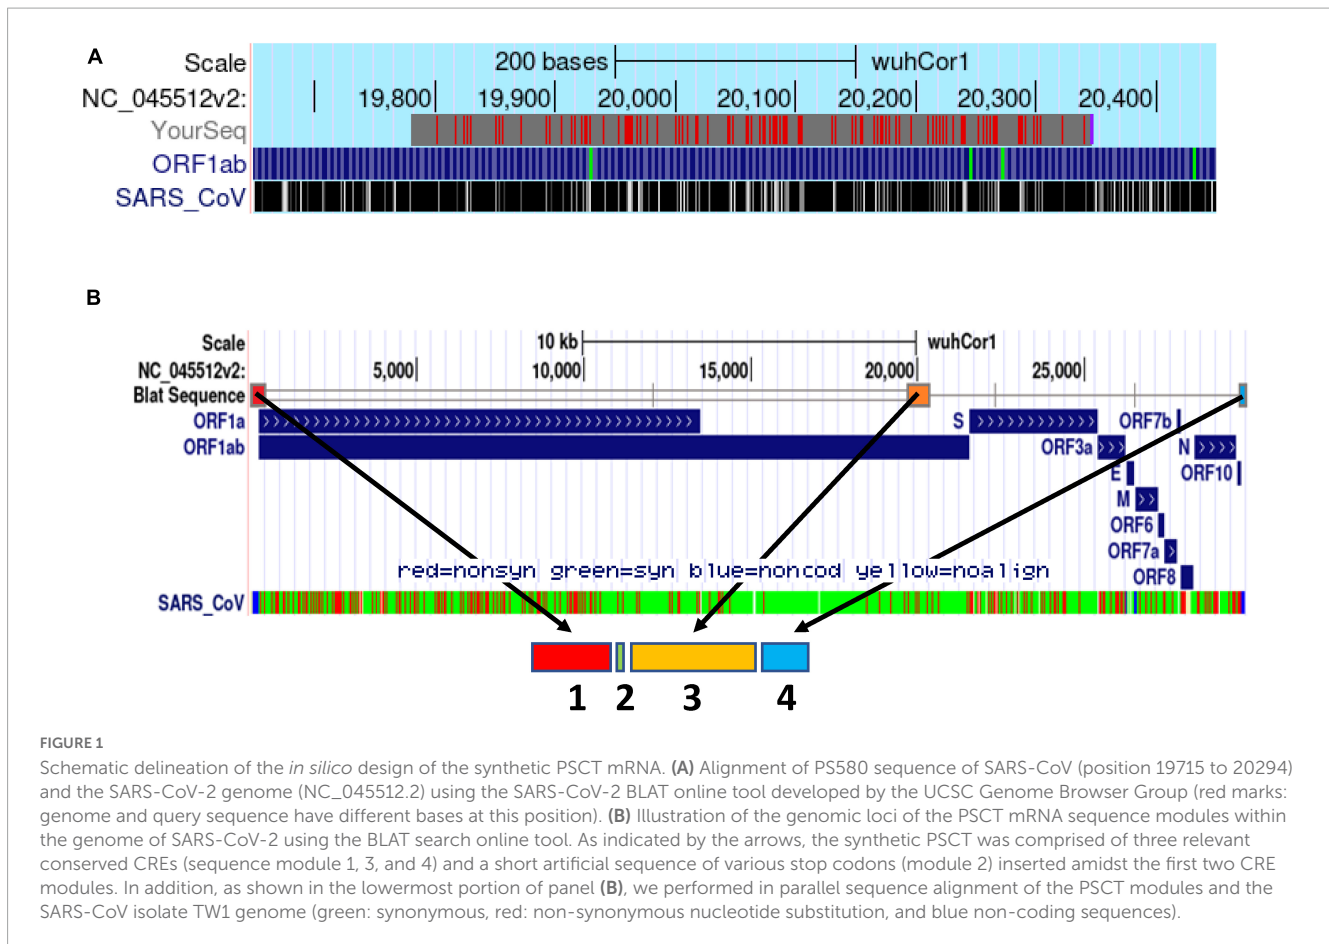 A
Scale 200 bases wuhCor1
NC_045512v2: 19,800 19,900 20,000 20,100 20,200 20,300 20,400
YourSeq
ORF1ab
SARS_CoV
B
Scale 10 kb wuhCor1
NC_045512v2: 5,000 10,000 15,000 20,000 25,000
Blat Sequence
ORF1a S ORF7b
ORF1ab ORF3a N
E ORF10
M
ORF6
ORF7a
red=nonsyn green=syn blue=noncod yellow=noalign
ORF8
SARS_CoV
1 2 3 4
FIGURE 1
Schematic delineation of the in silico design of the synthetic PSCT mRNA. (A) Alignment of PS580 sequence of SARS-CoV (position 19715 to 20294)
and the SARS-CoV-2 genome (NC_045512.2) using the SARS-CoV-2 BLAT online tool developed by the UCSC Genome Browser Group (red marks:
genome and query sequence have different bases at this position). (B) Illustration of the genomic loci of the PSCT mRNA sequence modules within
the genome of SARS-CoV-2 using the BLAT search online tool. As indicated by the arrows, the synthetic PSCT was comprised of three relevant
conserved CREs (sequence module 1, 3, and 4) and a short artificial sequence of various stop codons (module 2) inserted amidst the first two CRE
modules. In addition, as shown in the lowermost portion of panel (B), we performed in parallel sequence alignment of the PSCT modules and the
SARS-CoV isolate TW1 genome (green: synonymous, red: non-synonymous nucleotide substitution, and blue non-coding sequences).